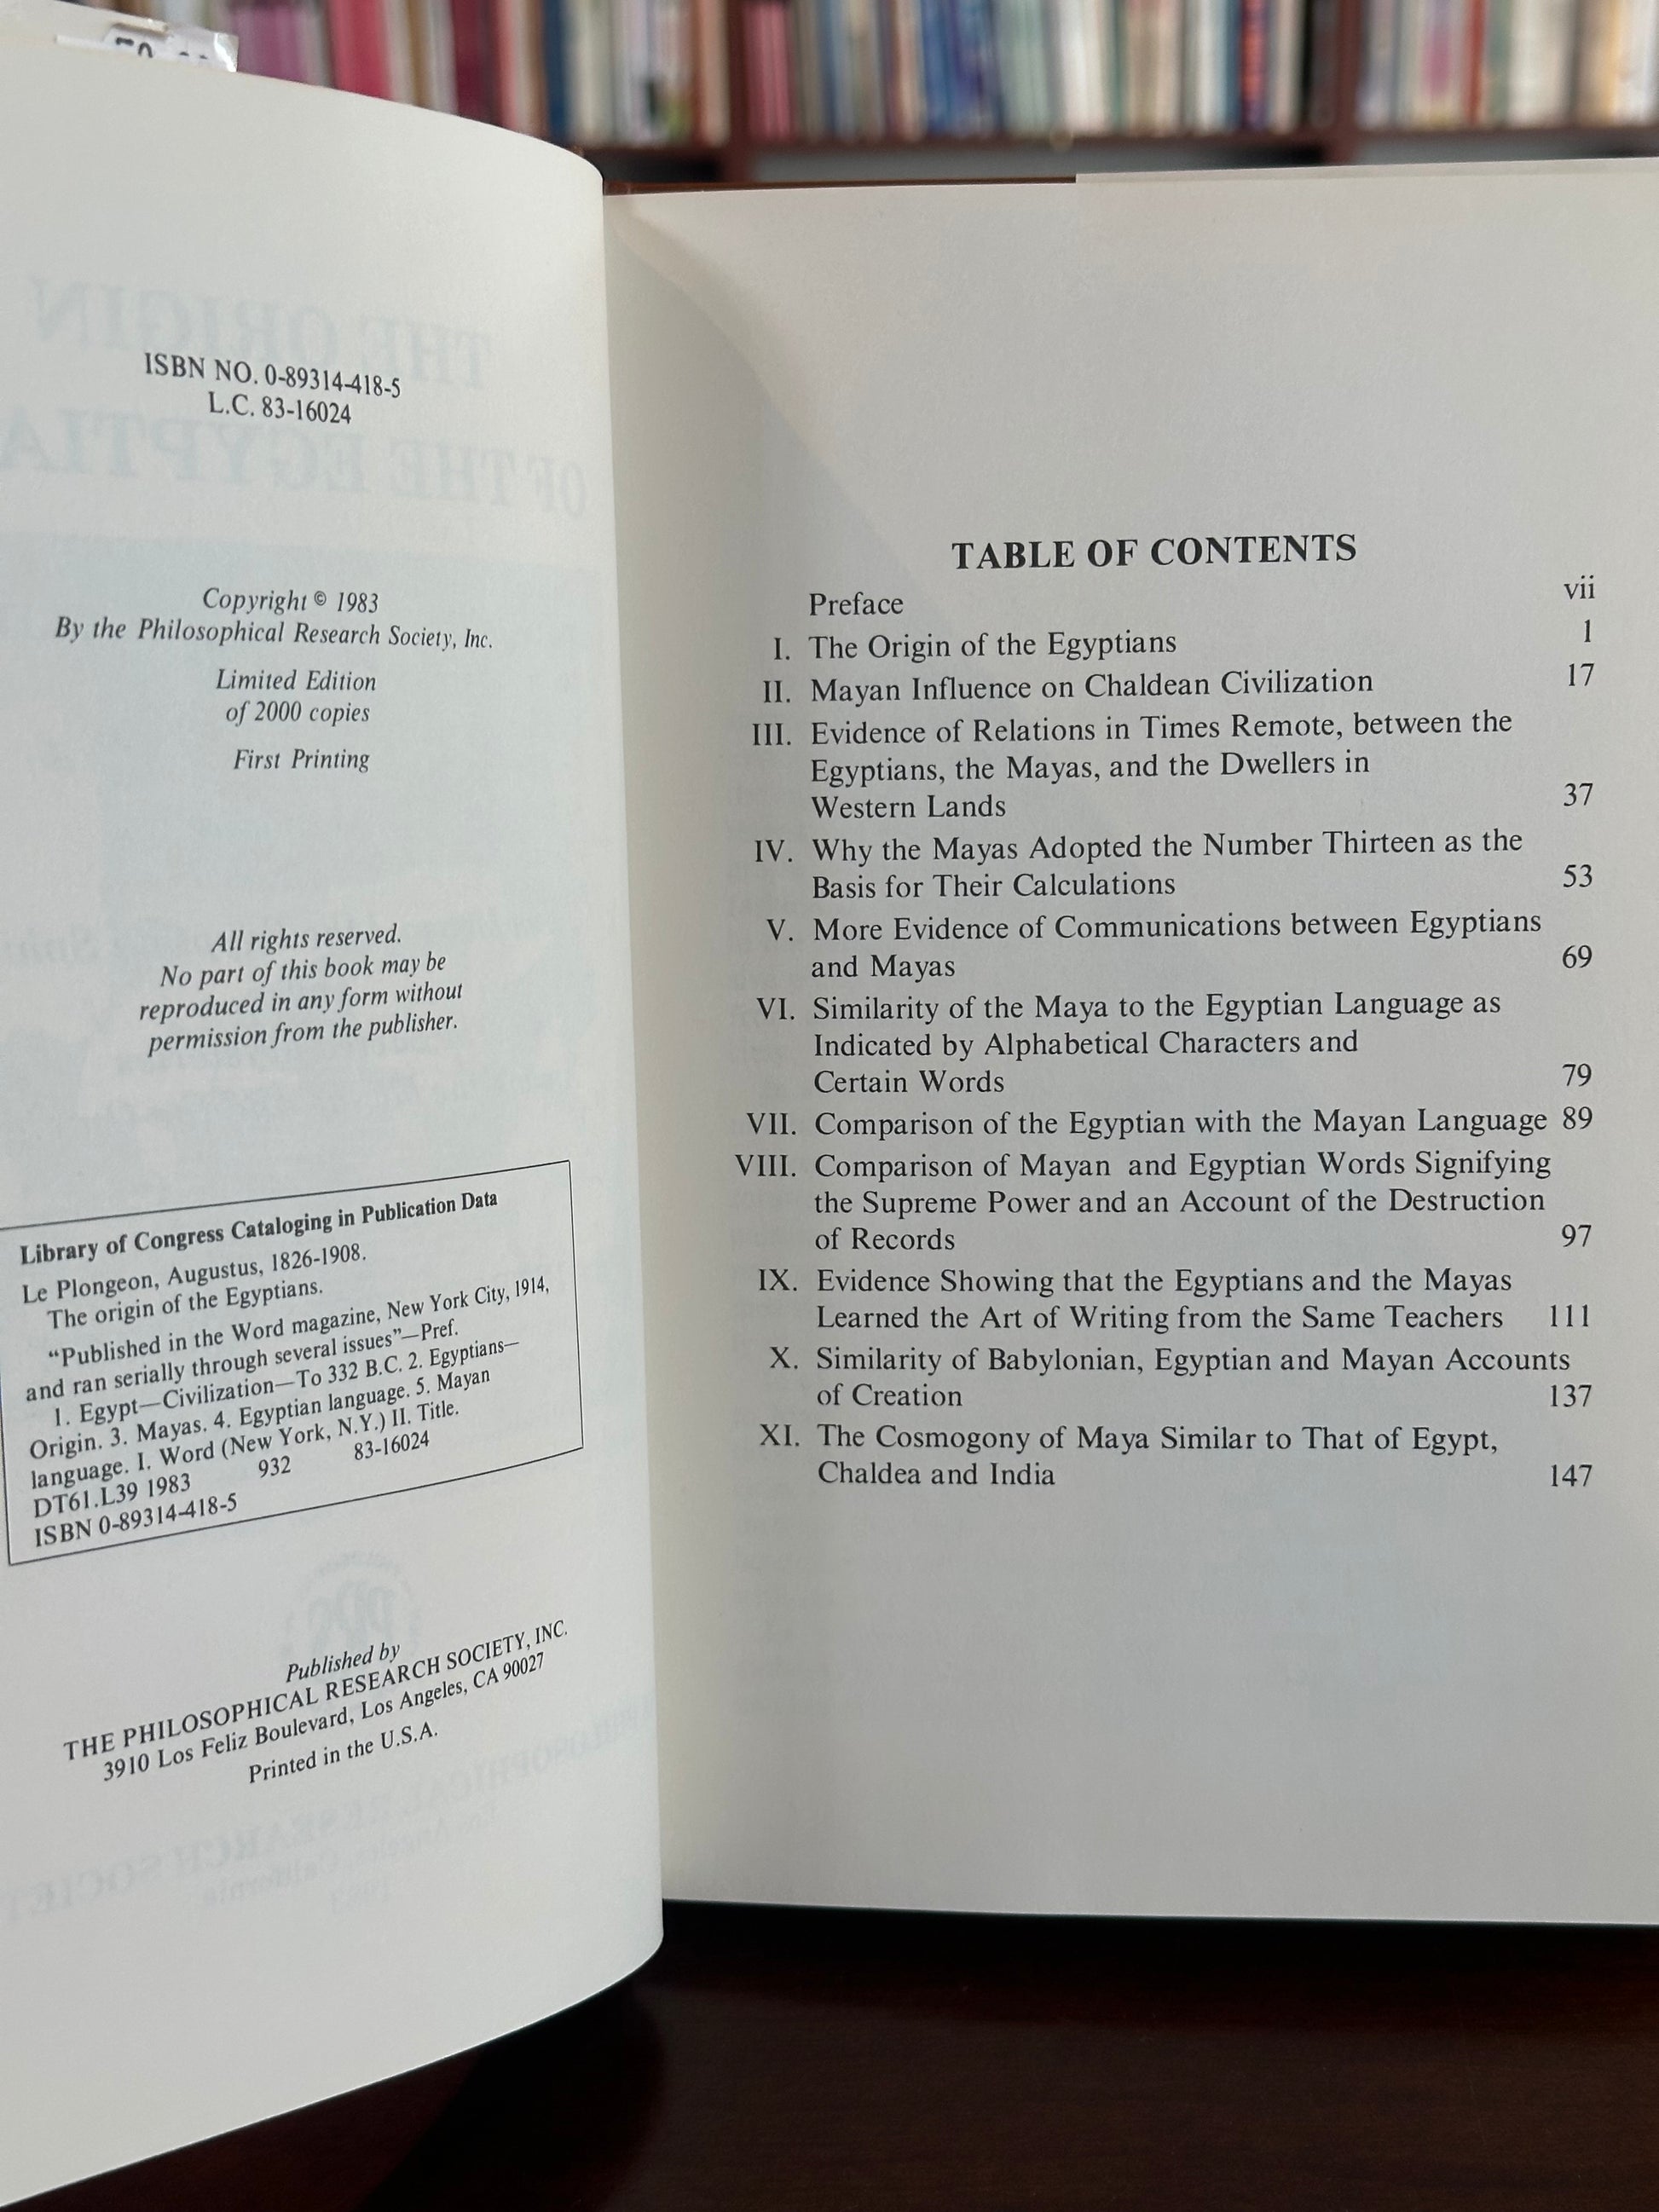 ISBN NO. 0-89314-418-5
L.C. 83-16024
Copyright © 1983
By the Philosophical Research Society, Inc.
Limited Edition
of 2000 copies
First Printing
All rights reserved.
No part of this book may be
reproduced in any form without
permission from the publisher.
Library of Congress Cataloging in Publication Data
Le Plongeon, Augustus, 1826-1908.
The origin of the Egyptians.
“Published in the Word magazine, New York City, 1914,
and ran serially through several issues”—Pref.
1. Egypt—Civilization—To 332 B.C. 2. Egyptians—
Origin. 3. Mayas. 4. Egyptian language. 5. Mayan
language. I. Word (New York, N.Y.) II. Title.
DT61.L39 1983 932 83-16024
ISBN 0-89314-418-5
Published by
THE PHILOSOPHICAL RESEARCH SOCIETY, INC.
3910 Los Feliz Boulevard, Los Angeles, CA 90027
Printed in the U.S.A.
TABLE OF CONTENTS
Preface vii
I. The Origin of the Egyptians 1
II. Mayan Influence on Chaldean Civilization 17
III. Evidence of Relations in Times Remote, between the
Egyptians, the Mayas, and the Dwellers in
Western Lands 37
IV. Why the Mayas Adopted the Number Thirteen as the
Basis for Their Calculations 53
V. More Evidence of Communications between Egyptians
and Mayas 69
VI. Similarity of the Maya to the Egyptian Language as
Indicated by Alphabetical Characters and
Certain Words 79
VII. Comparison of the Egyptian with the Mayan Language 89
VIII. Comparison of Mayan and Egyptian Words Signifying
the Supreme Power and an Account of the Destruction
of Records 97
IX. Evidence Showing that the Egyptians and the Mayas
Learned the Art of Writing from the Same Teachers 111
X. Similarity of Babylonian, Egyptian and Mayan Accounts
of Creation 137
XI. The Cosmogony of Maya Similar to That of Egypt,
Chaldea and India 147